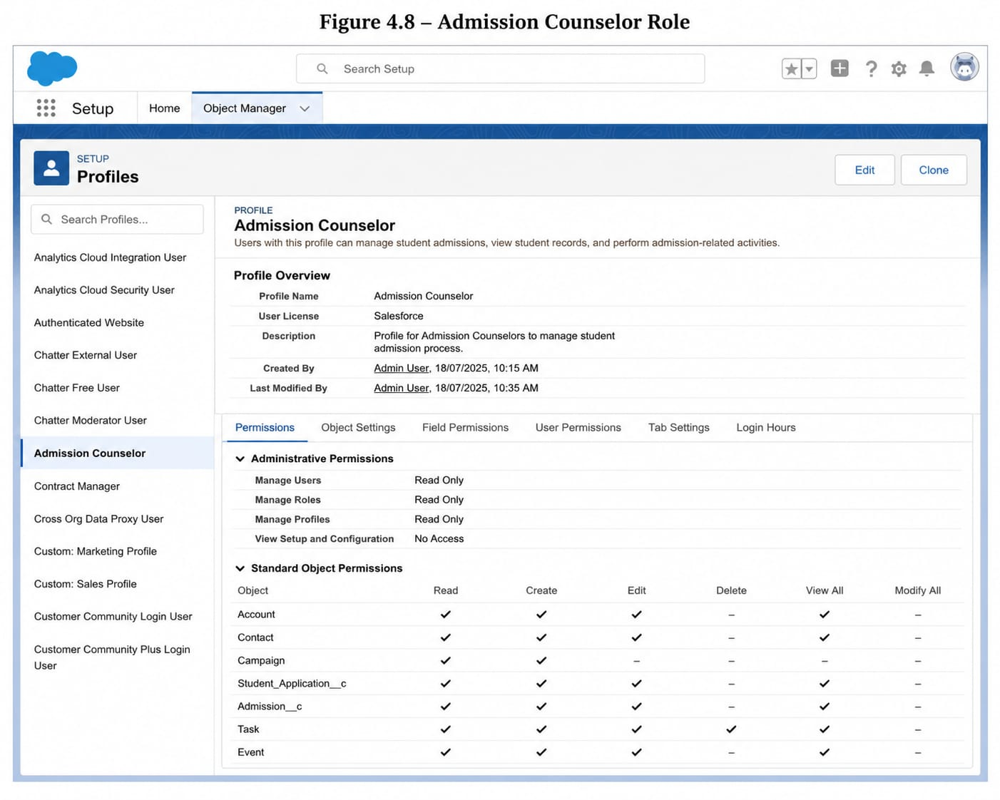 Figure 4.8 – Admission Counselor Role
Search Setup
Setup
Home
Object Manager
SETUP
Profiles
Edit
Clone
Search Profiles...
Analytics Cloud Integration User
Analytics Cloud Security User
Authenticated Website
Chatter External User
Chatter Free User
Chatter Moderator User
Admission Counselor
Contract Manager
Cross Org Data Proxy User
Custom: Marketing Profile
Custom: Sales Profile
Customer Community Login User
Customer Community Plus Login
User
PROFILE
Admission Counselor
Users with this profile can manage student admissions, view student records, and perform admission-related activities.
Profile Overview
Profile Name Admission Counselor
User License Salesforce
Description Profile for Admission Counselors to manage student
admission process.
Created By Admin User, 18/07/2025, 10:15 AM
Last Modified By Admin User, 18/07/2025, 10:35 AM
Permissions Object Settings Field Permissions User Permissions Tab Settings Login Hours
Administrative Permissions
Manage Users Read Only
Manage Roles Read Only
Manage Profiles Read Only
View Setup and Configuration No Access
Standard Object Permissions
Object Read Create Edit Delete View All Modify All
Account ✓ ✓ ✓ – ✓ –
Contact ✓ ✓ ✓ – ✓ –
Campaign ✓ ✓ – – – –
Student_Application__c ✓ ✓ ✓ – ✓ –
Admission__c ✓ ✓ ✓ – ✓ –
Task ✓ ✓ ✓ ✓ ✓ –
Event ✓ ✓ ✓ – ✓ –